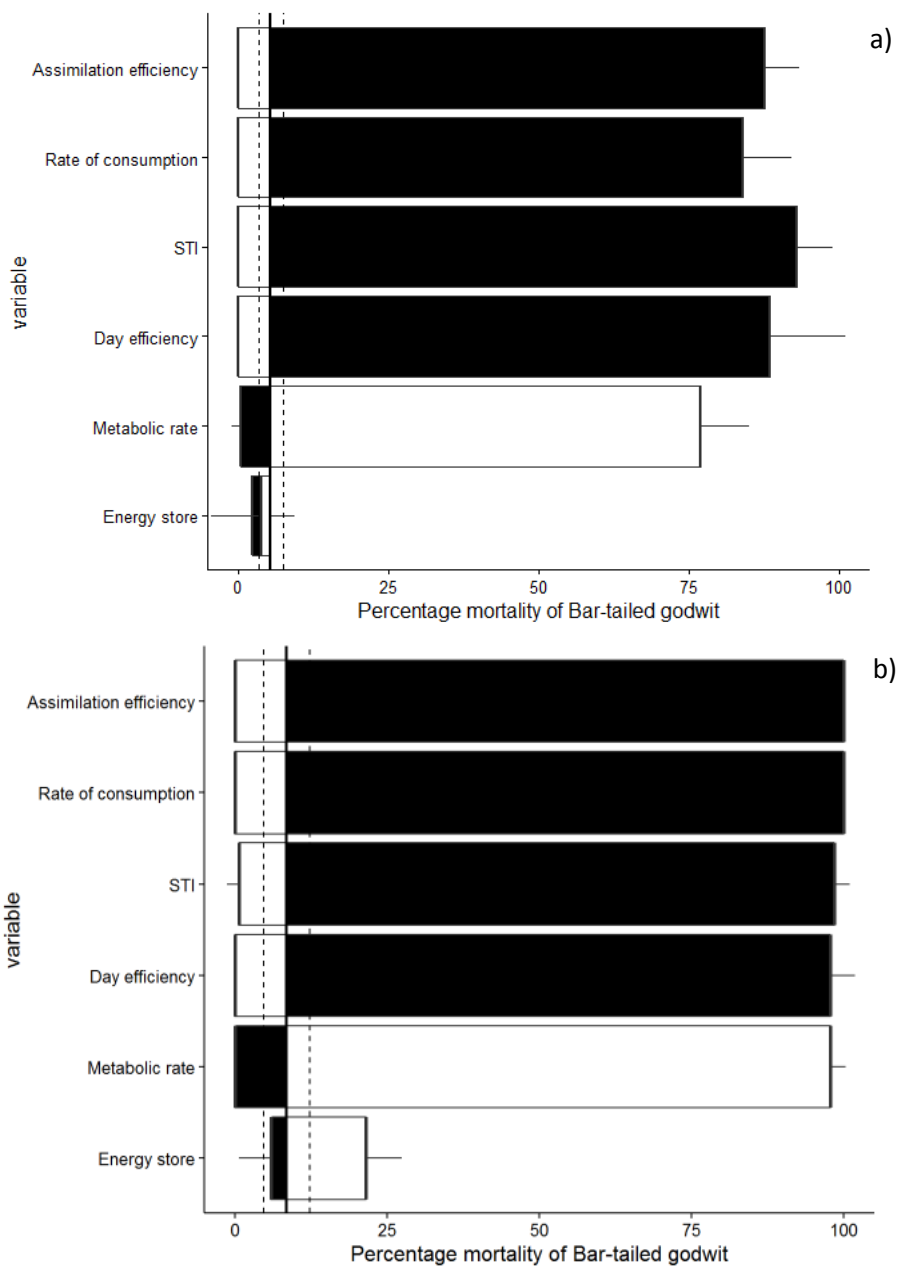 a)
Assimilation efficiency
Rate of consumption
STI
Day efficiency
Metabolic rate
Energy store
variable
0 25 50 75 100
Percentage mortality of Bar-tailed godwit
b)
Assimilation efficiency
Rate of consumption
STI
Day efficiency
Metabolic rate
Energy store
variable
0 25 50 75 100
Percentage mortality of Bar-tailed godwit